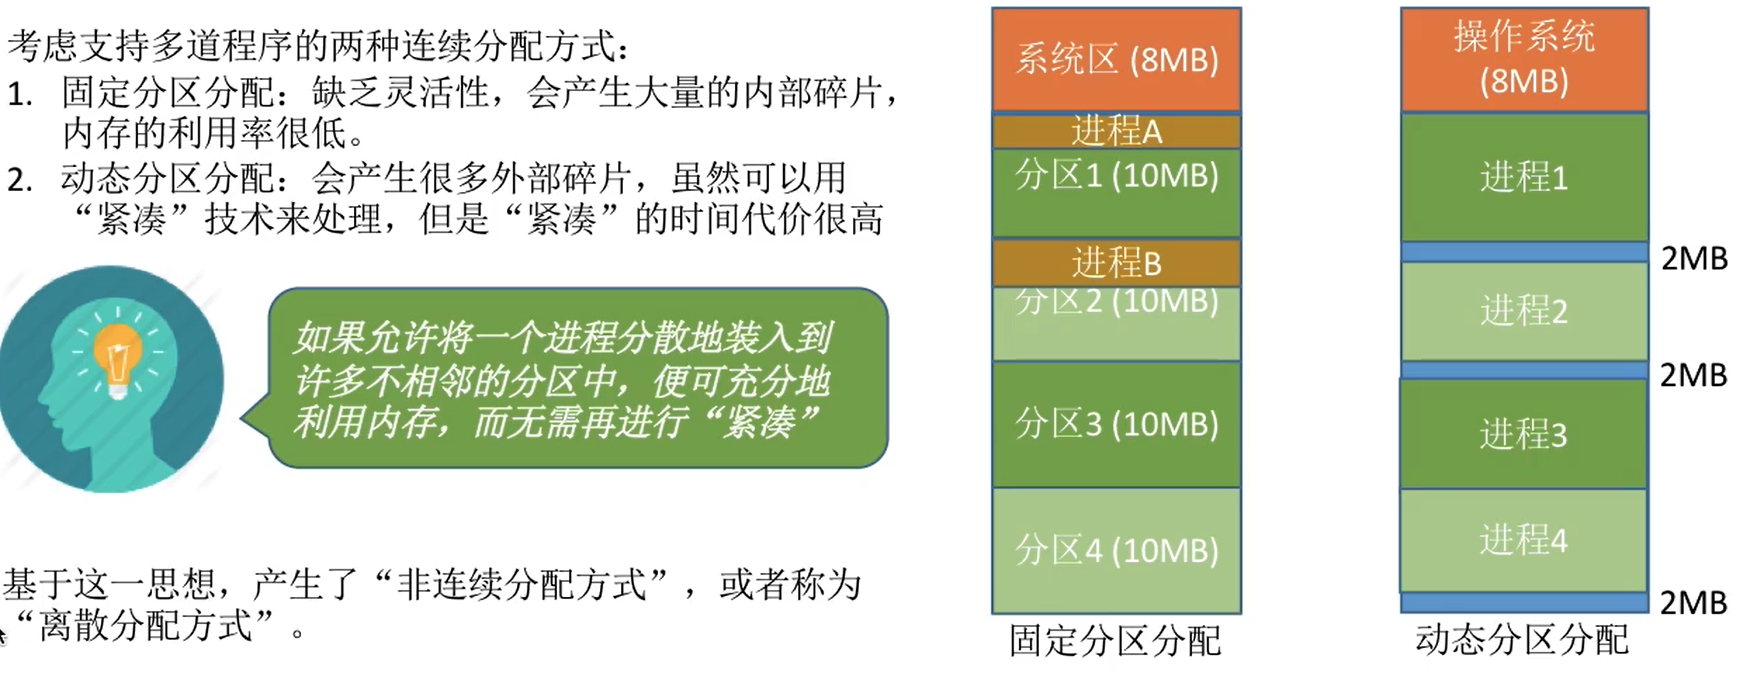 考虑支持多道程序的两种连续分配方式：
1. 固定分区分配：缺乏灵活性，会产生大量的内部碎片，
内存的利用率很低。
2. 动态分区分配：会产生很多外部碎片，虽然可以用
“紧凑”技术来处理，但是“紧凑”的时间代价很高
如果允许将一个进程分散地装入到
许多不相邻的分区中，便可充分地
利用内存，而无需再进行“紧凑”
基于这一思想，产生了“非连续分配方式”，或者称为
“离散分配方式”。
系统区 (8MB)
进程A
分区1 (10MB)
进程B
分区2 (10MB)
分区3 (10MB)
分区4 (10MB)
固定分区分配
操作系统
(8MB)
进程1
2MB
进程2
2MB
进程3
进程4
2MB
动态分区分配